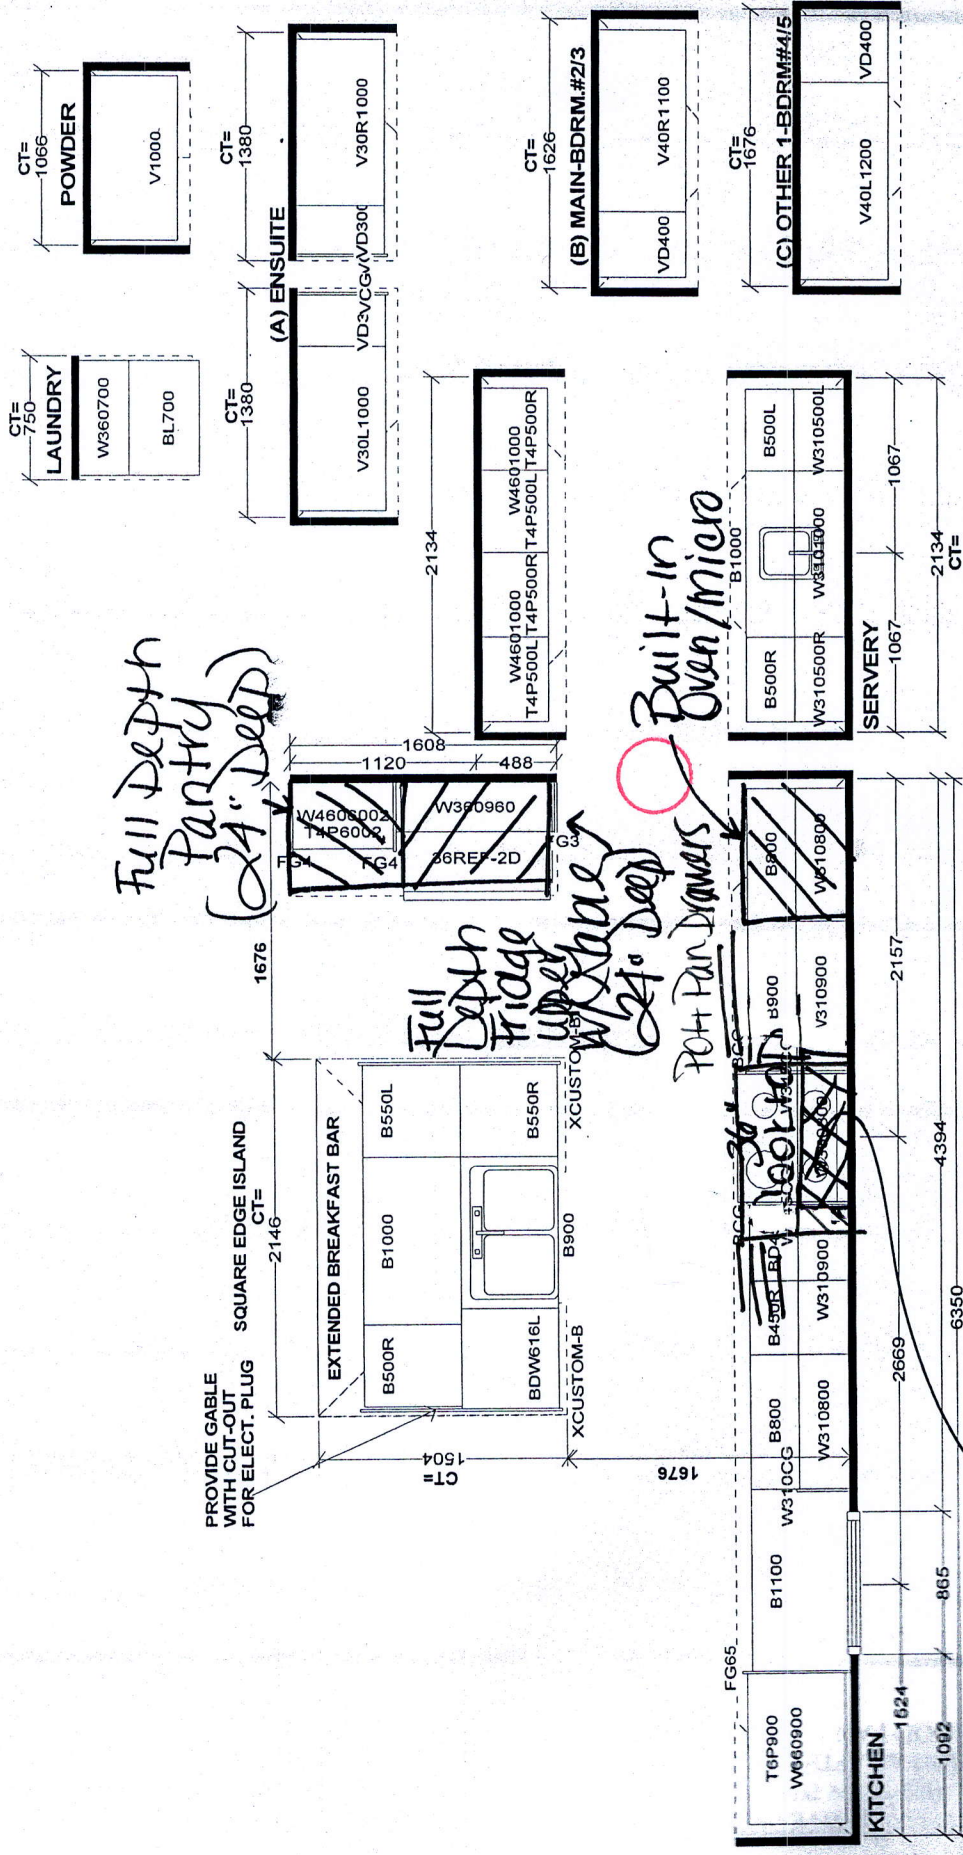 CT=
1066
POWDER
V1000
CT=
1380
V30R1000
VD300
(A) ENSUITE
CT=
1626
(B) MAIN-BDRM.#2/3
V40R1100
VD400
CT=
1676
(C) OTHER 1-BDRM#4/5
VD400
V40L1200
CT=
750
LAUNDRY
W360700
BL700
CT=
1380
V30L1000
2134
W4601000
T4P500L T4P500R
W4601000
T4P500L T4P500R
Built-in
Oven/micro
B1000
B500R
B500L
W310500R
W3101000
W310500L
SERVERY
1067
1067
2134
CT=
Full Depth
Pantry
(24" Deep)
1608
1120
488
W4606002
T4P6002
FG4
FG4
W360960
36REF-2D
FG3
1676
Full
Depth
Fridge
upper
(24" Deep)
Pot+Pan Drawers
SQUARE EDGE ISLAND
CT=
2146
EXTENDED BREAKFAST BAR
B500R
B1000
B550L
BDW616L
B900
B550R
XCUSTOM-B
XCUSTOM-B
PROVIDE GABLE
WITH CUT-OUT
FOR ELECT. PLUG
1504
CT=
1676
FG65
T6P900
W660900
B1100
W310CG
B800
W310800
B450R
W310900
BCG
36"
BCG
B900
V310900
B800
W310800
KITCHEN
1624
2669
2157
1092
865
4394
6350